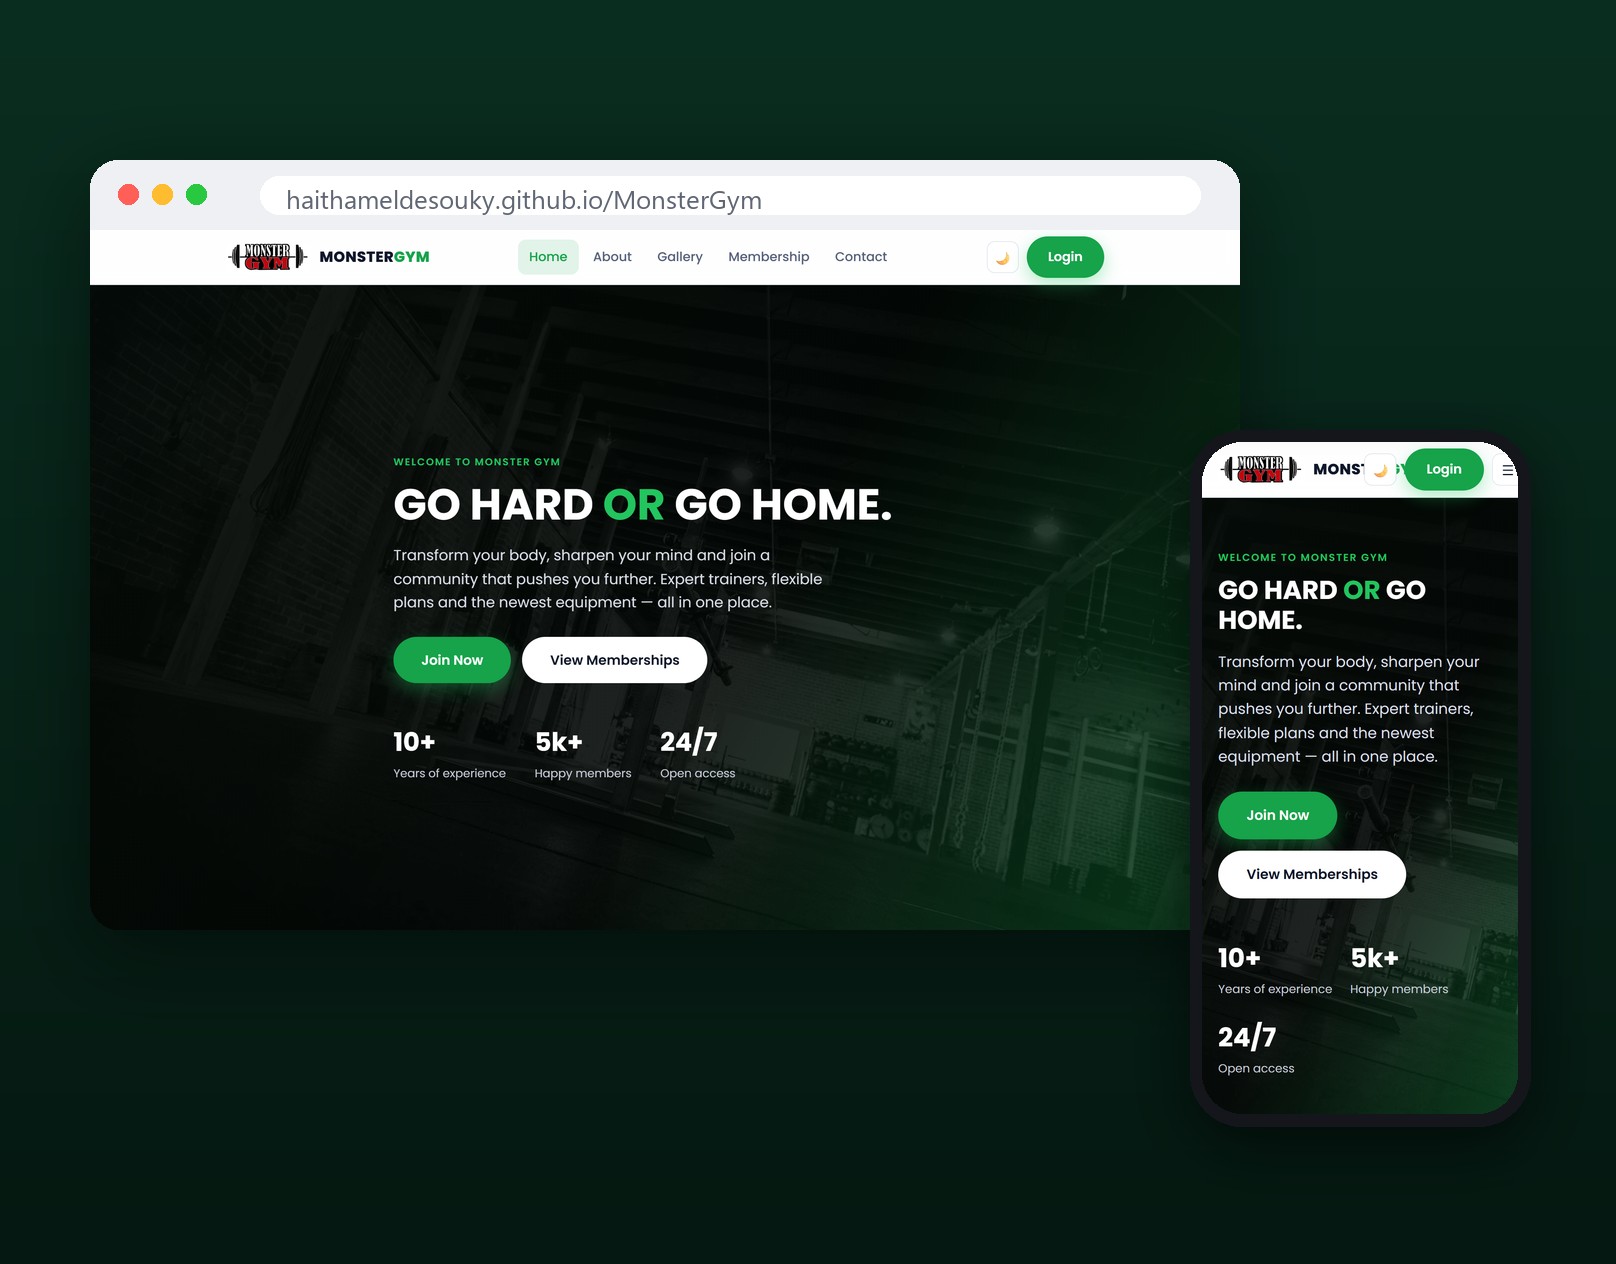 haithameldesouky.github.io/MonsterGym
MONSTER
GYM
MONSTERGYM
Home
About
Gallery
Membership
Contact
Login
WELCOME TO MONSTER GYM
GO HARD OR GO HOME.
Transform your body, sharpen your mind and join a
community that pushes you further. Expert trainers, flexible
plans and the newest equipment — all in one place.
Join Now
View Memberships
10+
5k+
24/7
Years of experience
Happy members
Open access
MONSTER
GYM
MONST
Login
WELCOME TO MONSTER GYM
GO HARD OR GO
HOME.
Transform your body, sharpen your
mind and join a community that
pushes you further. Expert trainers,
flexible plans and the newest
equipment — all in one place.
Join Now
View Memberships
10+
5k+
Years of experience
Happy members
24/7
Open access